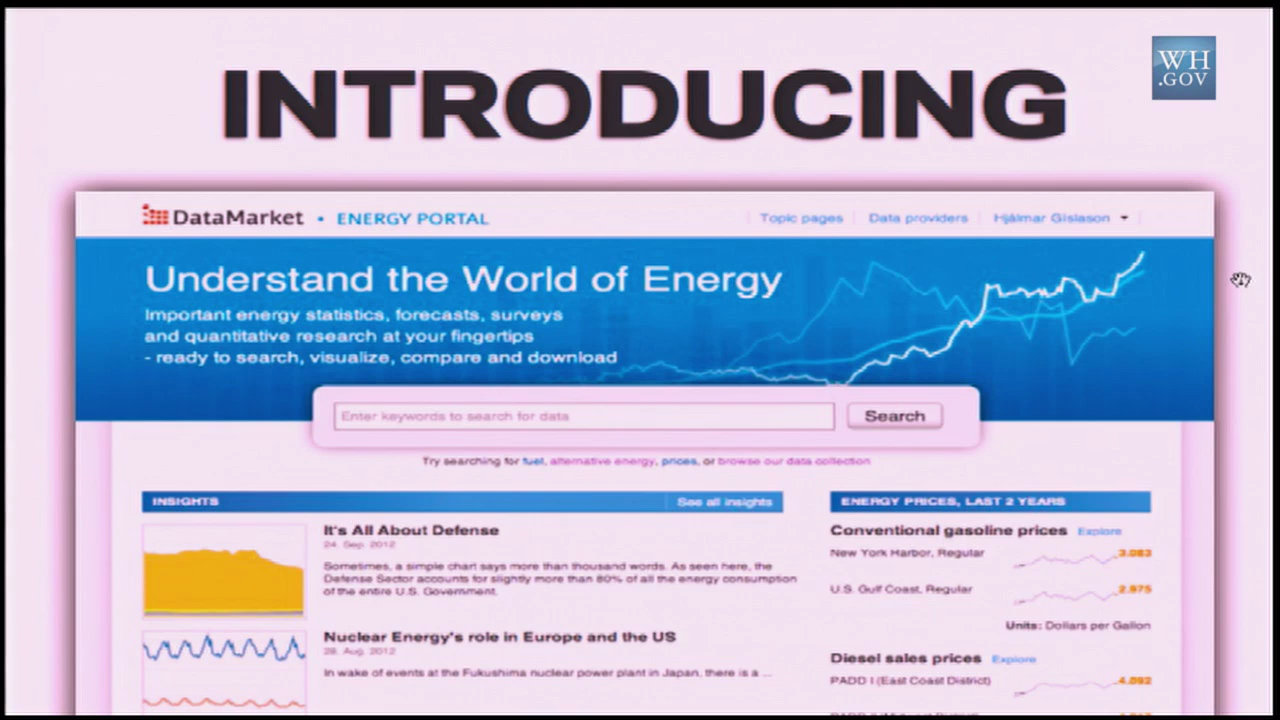 INTRODUCING
WH
.GOV
DataMarket • ENERGY PORTAL
Topic pages Data providers Hjálmar Gíslason
Understand the World of Energy
Important energy statistics, forecasts, surveys
and quantitative research at your fingertips
- ready to search, visualize, compare and download
Enter keywords to search for data
Search
Try searching for fuel, alternative energy, prices, or browse our data collection
INSIGHTS See all insights
It's All About Defense
24. Sep. 2012
Sometimes, a simple chart says more than thousand words. As seen here, the
Defense Sector accounts for slightly more than 80% of all the energy consumption
of the entire U.S. Government.
Nuclear Energy's role in Europe and the US
28. Aug. 2012
In wake of events at the Fukushima nuclear power plant in Japan, there is a ...
ENERGY PRICES, LAST 2 YEARS
Conventional gasoline prices Explore
New York Harbor, Regular 3.083
U.S. Gulf Coast, Regular 2.975
Units: Dollars per Gallon
Diesel sales prices Explore
PADD I (East Coast District) 4.092